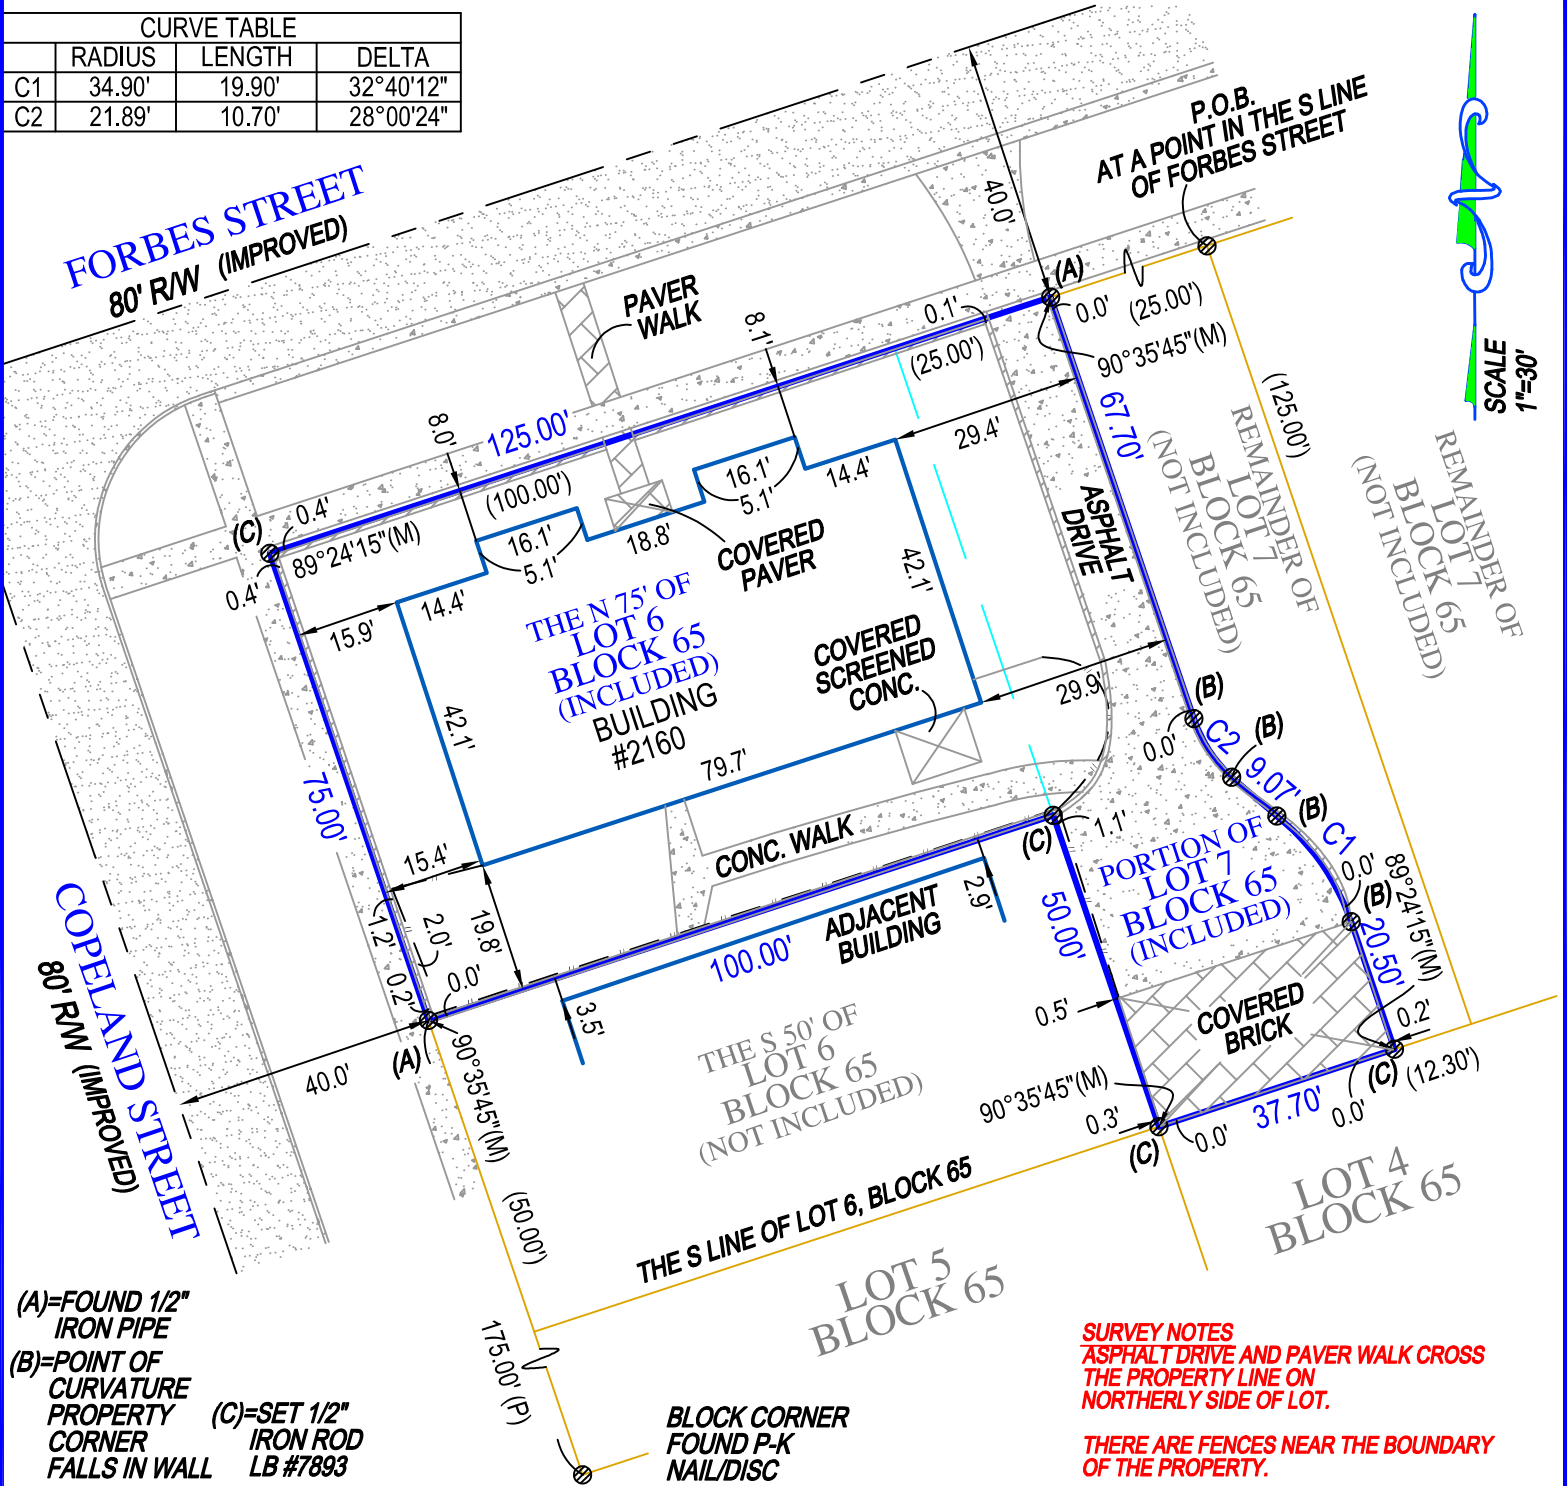 CURVE TABLE
RADIUS LENGTH DELTA
C1 34.90' 19.90' 32°40'12"
C2 21.89' 10.70' 28°00'24"
FORBES STREET
80' R/W (IMPROVED)
P.O.B.
AT A POINT IN THE S LINE
OF FORBES STREET
SCALE
1"=30'
40.0'
(A)
0.0'
(25.00')
90°35'45"(M)
(125.00')
PAVER
WALK
8.1'
0.1'
(25.00')
8.0'
125.00'
(100.00')
29.4'
67.70'
REMAINDER OF
LOT 7
BLOCK 65
(NOT INCLUDED)
REMAINDER OF
LOT 7
BLOCK 65
(NOT INCLUDED)
(C)
0.4'
89°24'15"(M)
0.4'
16.1'
5.1'
18.8'
16.1'
5.1'
14.4'
COVERED
PAVER
ASPHALT
DRIVE
14.4'
15.9'
42.1'
42.1'
THE N 75' OF
LOT 6
BLOCK 65
(INCLUDED)
BUILDING
#2160
COVERED
SCREENED
CONC.
29.9'
(B)
0.0'
C2
(B)
9.07'
(B)
C1
79.7'
75.00'
15.4'
CONC. WALK
(C)
1.1'
PORTION OF
LOT 7
BLOCK 65
(INCLUDED)
0.0'
(B)
89°24'15"(M)
20.50'
COPELAND STREET
80' R/W (IMPROVED)
1.2'
2.0'
19.8'
0.2'
0.0'
(A)
40.0'
90°35'45"(M)
3.5'
100.00'
ADJACENT
BUILDING
2.9'
50.00'
0.5'
COVERED
BRICK
0.2'
(C)
(12.30')
THE S 50' OF
LOT 6
BLOCK 65
(NOT INCLUDED)
90°35'45"(M)
0.3'
(C)
0.0'
37.70'
0.0'
(50.00')
THE S LINE OF LOT 6, BLOCK 65
LOT 4
BLOCK 65
LOT 5
BLOCK 65
175.00' (P)
(A)=FOUND 1/2"
IRON PIPE
(B)=POINT OF
CURVATURE
PROPERTY
CORNER
FALLS IN WALL
(C)=SET 1/2"
IRON ROD
LB #7893
BLOCK CORNER
FOUND P-K
NAIL/DISC
SURVEY NOTES
ASPHALT DRIVE AND PAVER WALK CROSS
THE PROPERTY LINE ON
NORTHERLY SIDE OF LOT.
THERE ARE FENCES NEAR THE BOUNDARY
OF THE PROPERTY.